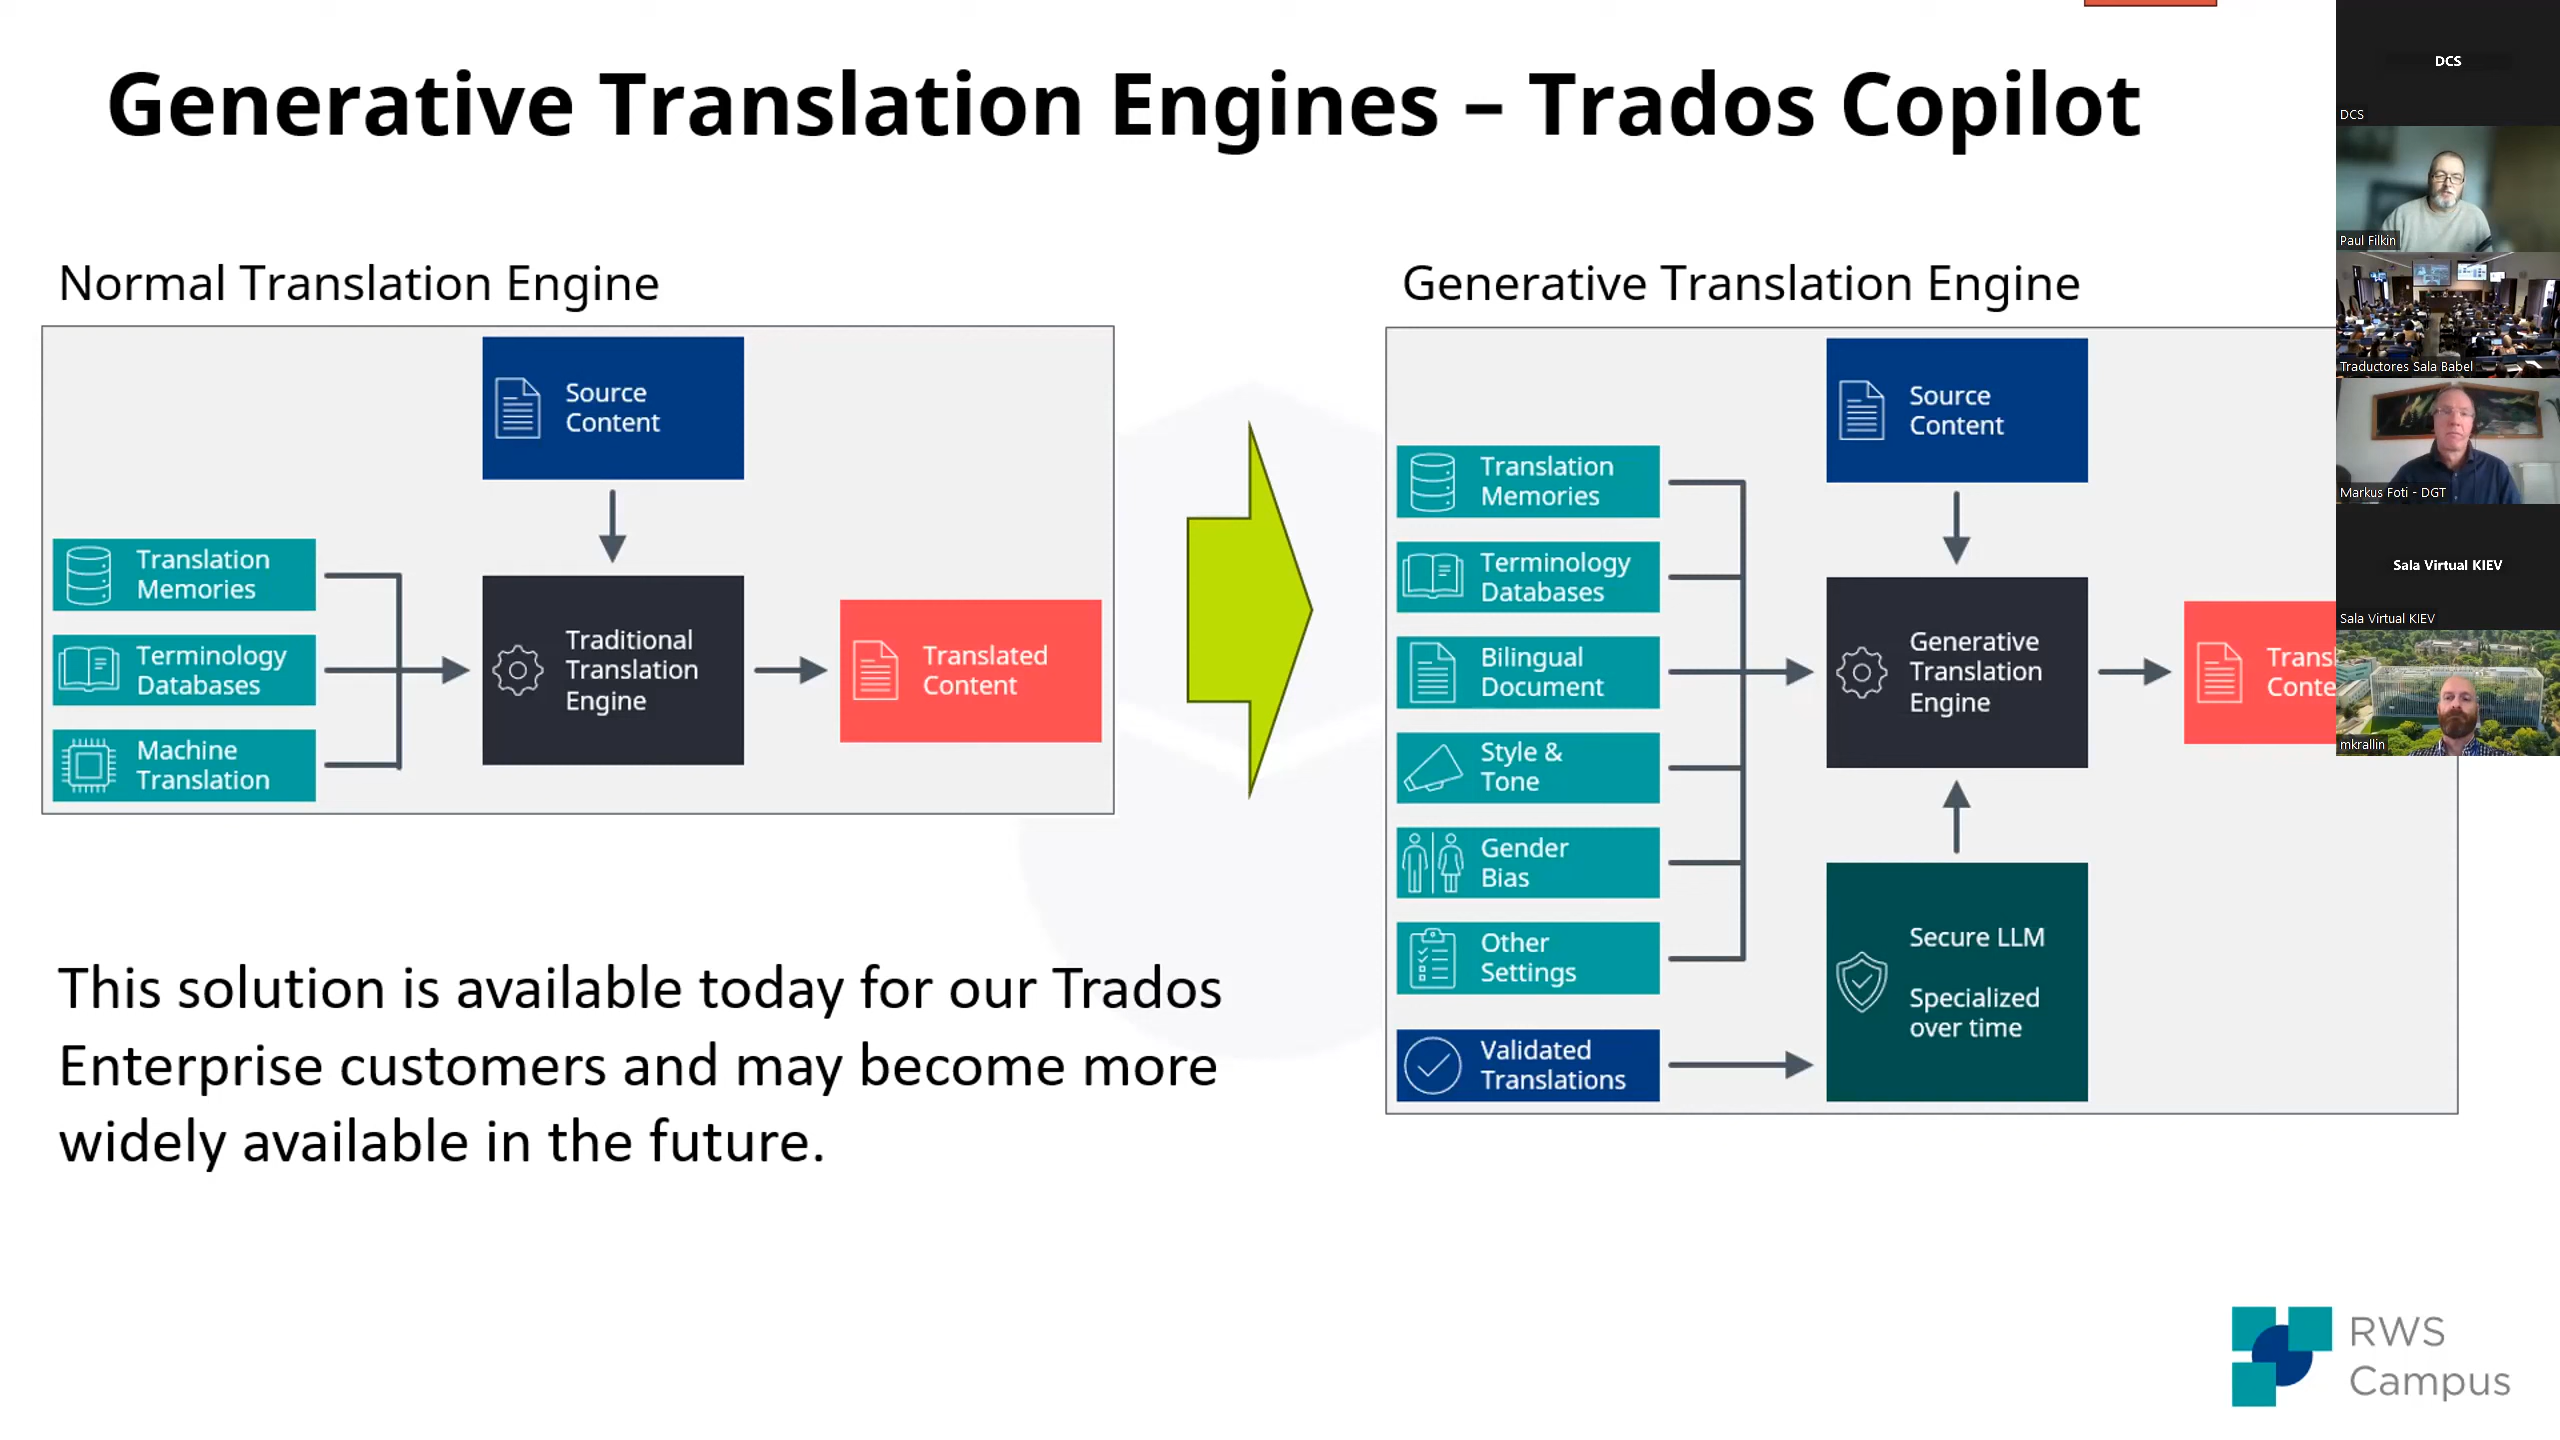 Generative Translation Engines – Trados Copilot
Normal Translation Engine
Source
Content
Translation
Memories
Terminology
Databases
Machine
Translation
Traditional
Translation
Engine
Translated
Content
This solution is available today for our Trados
Enterprise customers and may become more
widely available in the future.
Generative Translation Engine
Source
Content
Translation
Memories
Terminology
Databases
Bilingual
Document
Style &
Tone
Gender
Bias
Other
Settings
Validated
Translations
Generative
Translation
Engine
Secure LLM
Specialized
over time
Transl
Conte
DCS
DCS
Paul Filkin
Traductores Sala Babel
Markus Foti - DGT
Sala Virtual KIEV
Sala Virtual KIEV
mkrallin
RWS
Campus